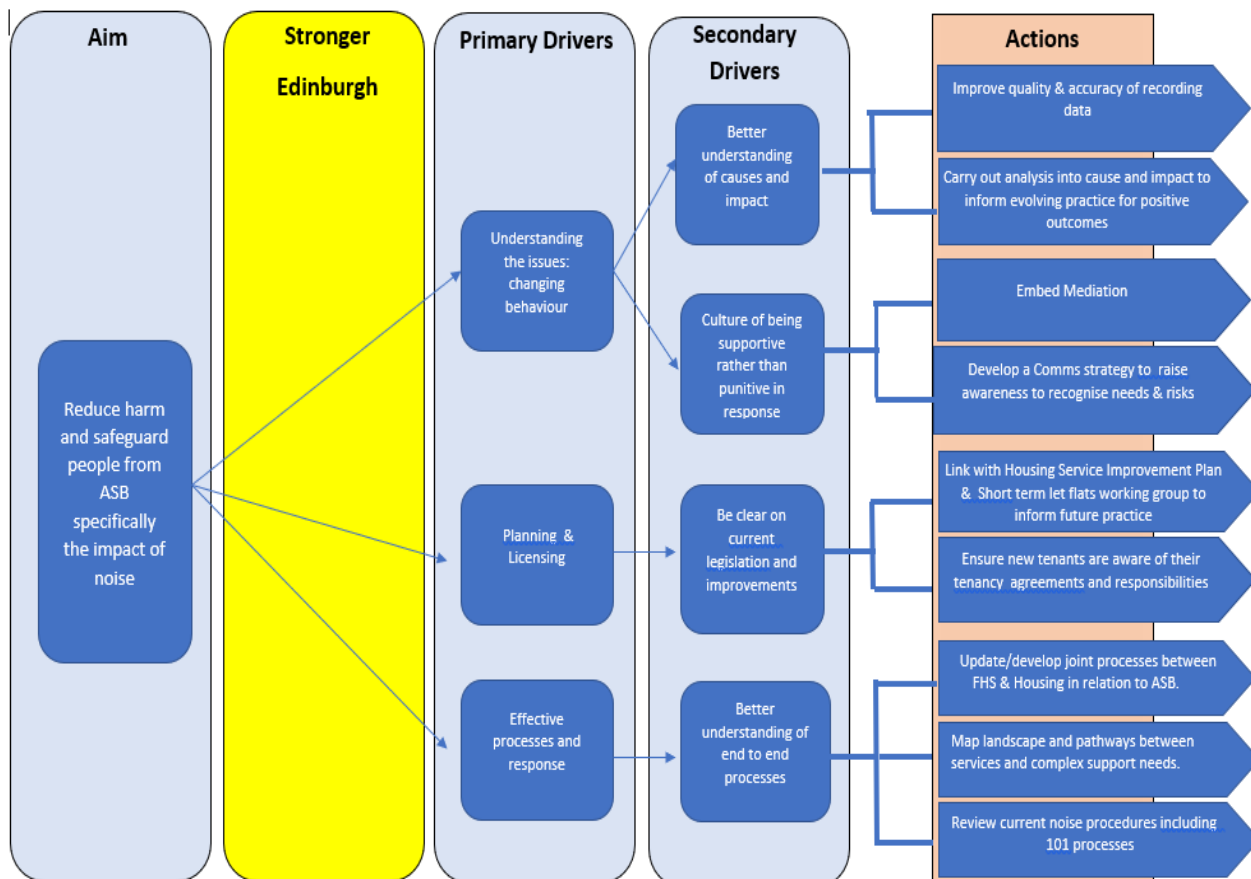 Aim
Stronger
Edinburgh
Primary Drivers
Secondary
Drivers
Actions
Reduce harm
and safeguard
people from
ASB
specifically
the impact of
noise
Understanding
the issues:
changing
behaviour
Planning & 
Licensing
Effective
processes and
response
Better
understanding
of causes and
impact
Culture of being
supportive
rather than
punitive in
response
Be clear on
current
legislation and
improvements
Better
understanding of
end to end
processes
Improve quality & accuracy of recording
data
Carry out analysis into cause and impact to
inform evolving practice for positive
outcomes
Embed Mediation
Develop a Comms strategy to raise
awareness to recognise needs & risks
Link with Housing Service Improvement Plan
& Short term let flats working group to
inform future practice
Ensure new tenants are aware of their
tenancy agreements and responsibilities
Update/develop joint processes between
FHS & Housing in relation to ASB.
Map landscape and pathways between
services and complex support needs.
Review current noise procedures including
101 processes